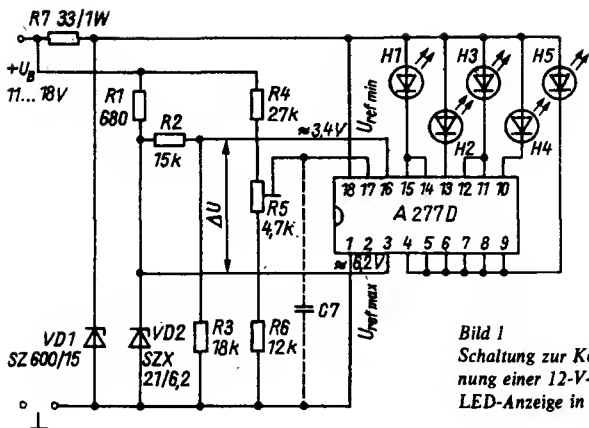 R7 33/1W
+U_B
11...18V
R1
680
R2
15k
R4
27k
≈3,4V
U_ref min
H1
H3
H5
H2
H4
ΔU
R5
4,7k
18 17 16 15 14 13 12 11 10
A 277 D
1 2 3 4 5 6 7 8 9
≈6,2V
U_ref max
C7
VD1
SZ 600/15
VD2
SZX
21/6,2
R3
18k
R6
12k
Bild 1
Schaltung zur Ko
nung einer 12-V-
LED-Anzeige in